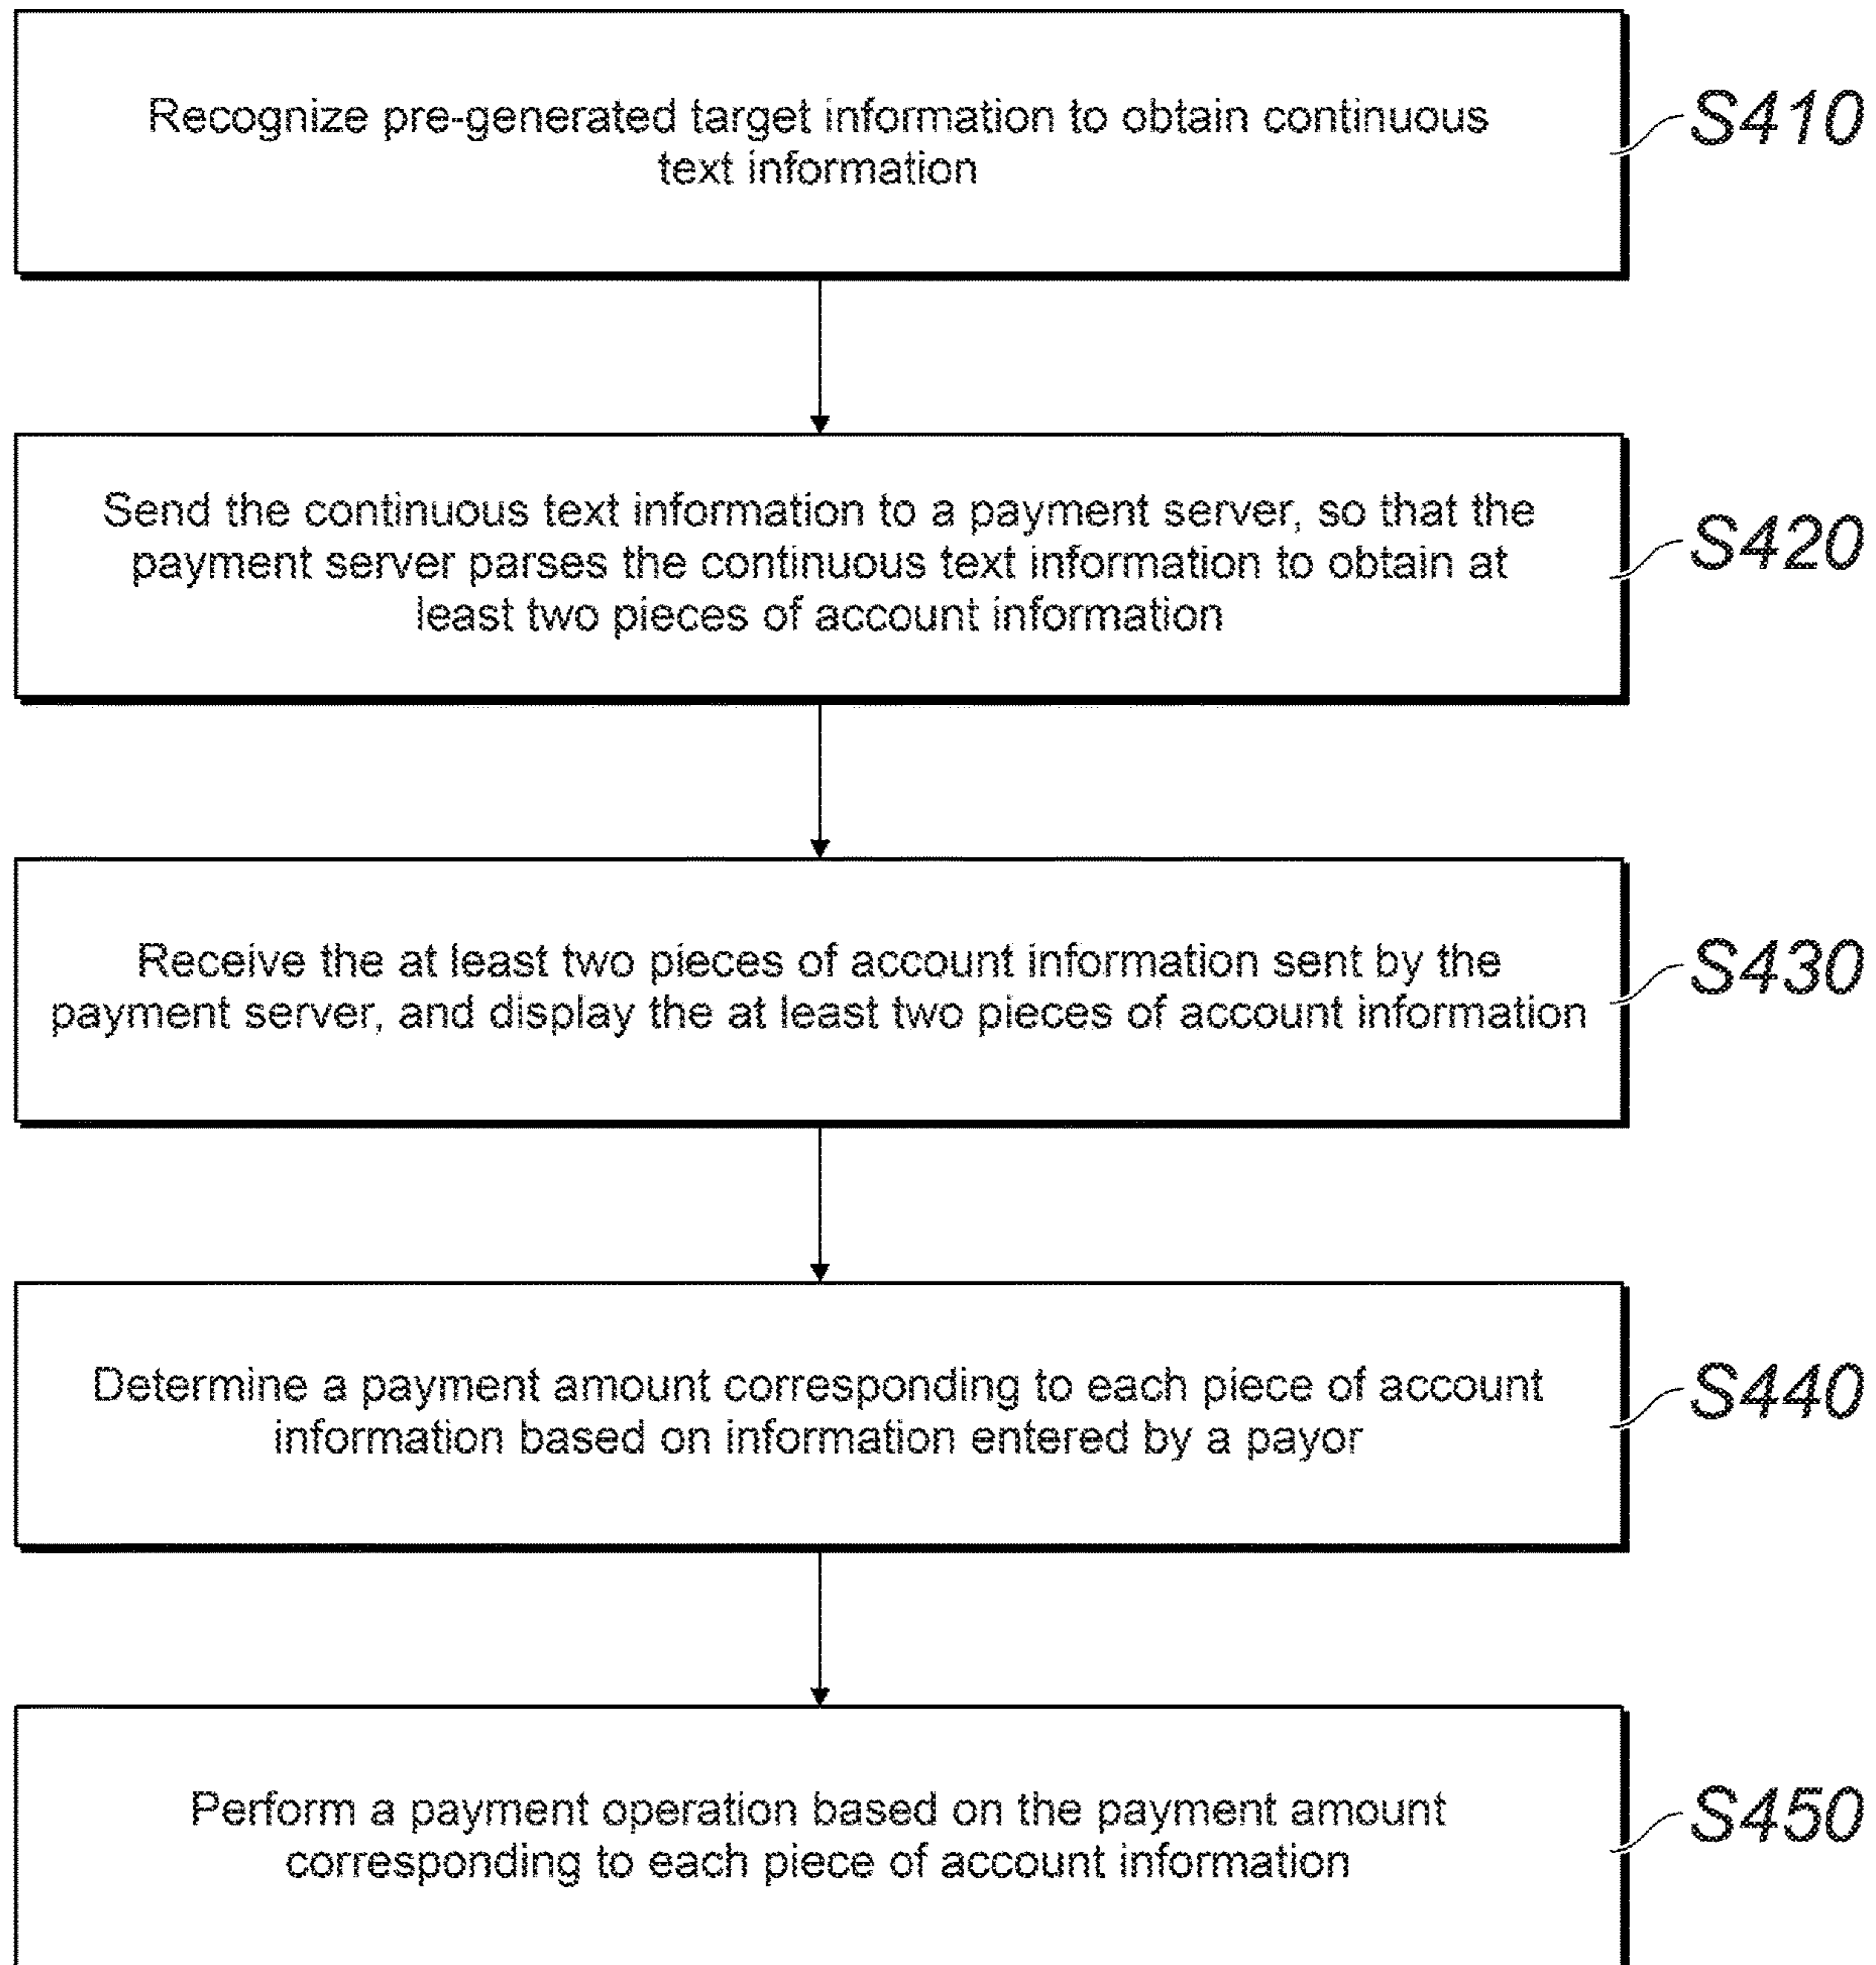 Recognize pre-generated target information to obtain continuous
text information
S410
Send the continuous text information to a payment server, so that the
payment server parses the continuous text information to obtain at
least two pieces of account information
S420
Receive the at least two pieces of account information sent by the
payment server, and display the at least two pieces of account information
S430
Determine a payment amount corresponding to each piece of account
information based on information entered by a payor
S440
Perform a payment operation based on the payment amount
corresponding to each piece of account information
S450